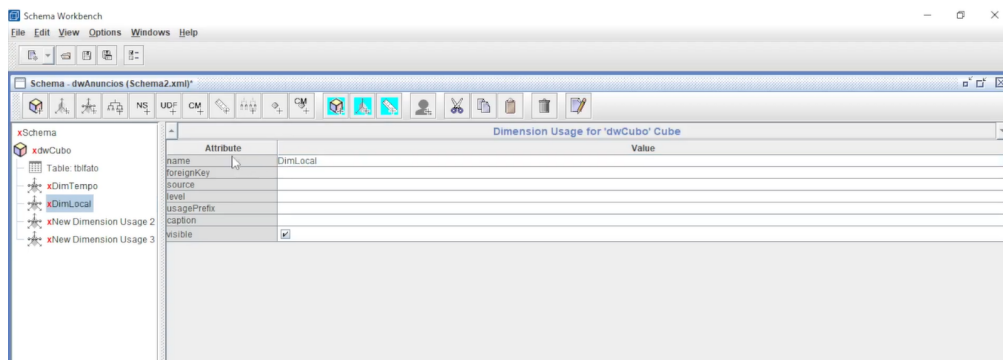 Schema Workbench
File Edit View Options Windows Help
Schema - dwAnuncios (Schema2.xml)*
NS UDF CM CM
xSchema
xdwCubo
Table: tblfato
xDimTempo
xDimLocal
xNew Dimension Usage 2
xNew Dimension Usage 3
Dimension Usage for 'dwCubo' Cube
Attribute Value
name DimLocal
foreignKey
source
level
usagePrefix
caption
visible